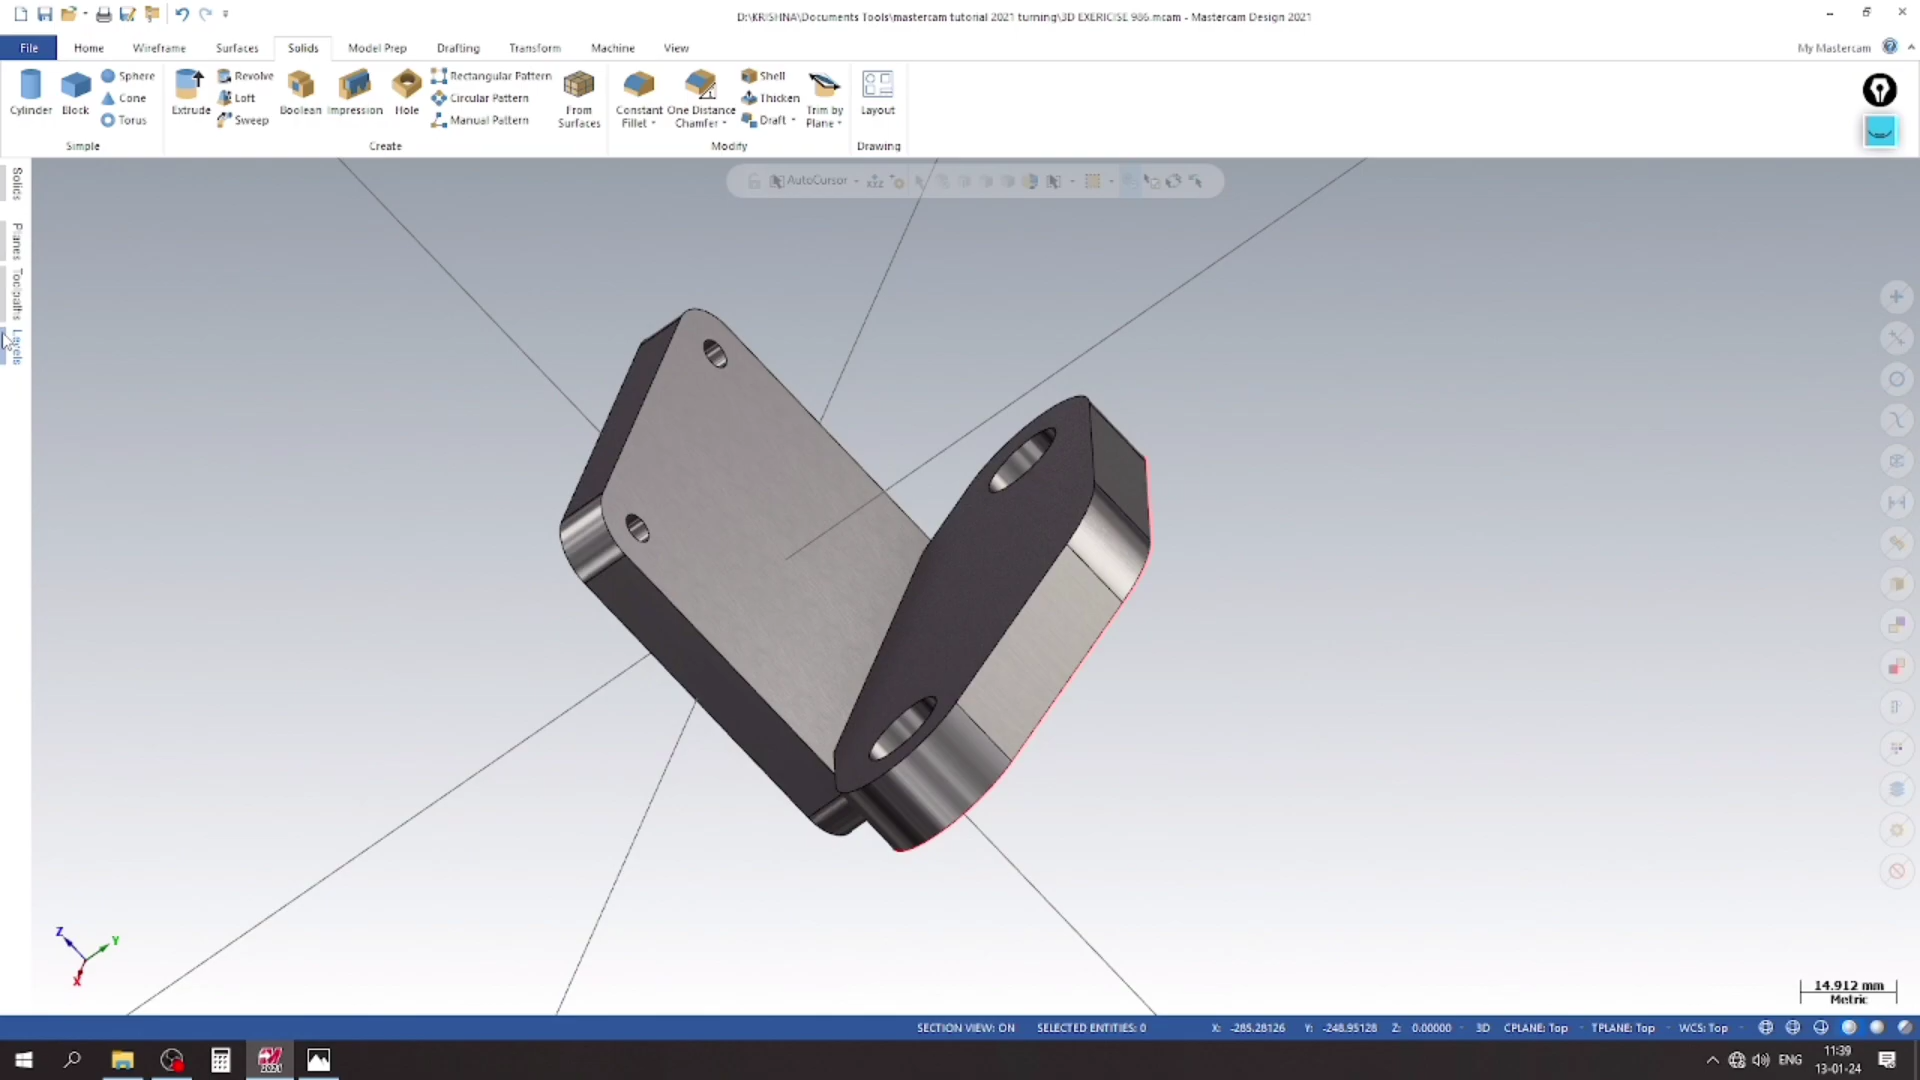 D:\KRISHNA\Documents Tools\mastercam tutorial 2021 turning\3D EXERICISE 986.mcam - Mastercam Design 2021
File Home Wireframe Surfaces Solids Model Prep Drafting Transform Machine View My Mastercam
Cylinder Block Sphere Cone Torus
Simple
Extrude Revolve Loft Sweep Boolean Impression Hole Rectangular Pattern Circular Pattern Manual Pattern From Surfaces
Create
Constant Fillet One Distance Chamfer Shell Thicken Draft Trim by Plane
Modify
Layout
Drawing
AutoCursor
Solids
Planes
Toolpaths
Levels
Z
Y
X
14.912 mm
Metric
SECTION VIEW: ON SELECTED ENTITIES: 0 X: -285.28126 Y: -248.95128 Z: 0.00000 3D CPLANE: Top TPLANE: Top WCS: Top
ENG
11:39
13-01-24